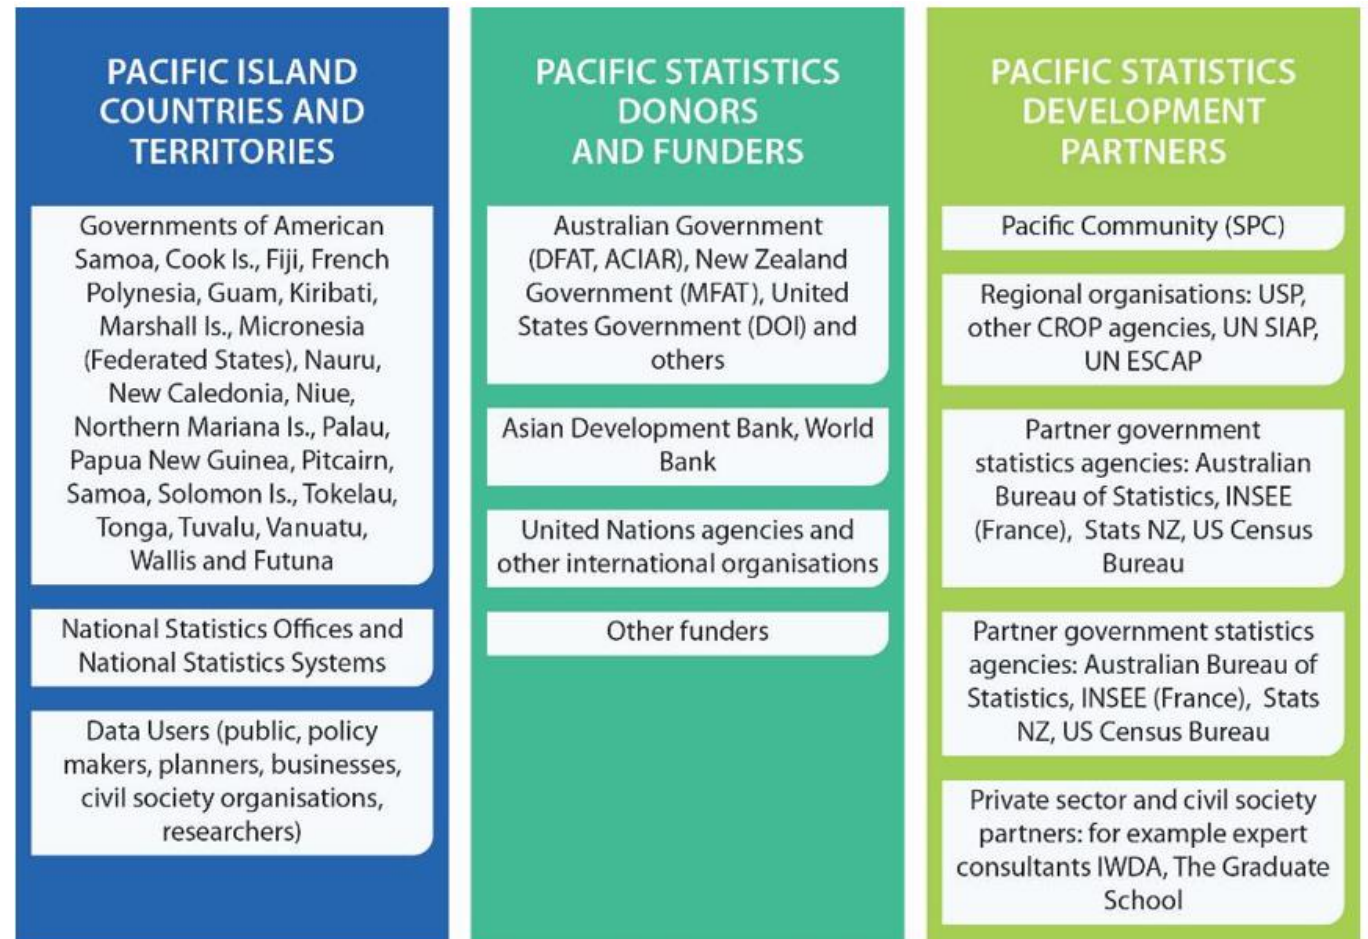 PACIFIC ISLAND
COUNTRIES AND
TERRITORIES
Governments of American
Samoa, Cook Is., Fiji, French
Polynesia, Guam, Kiribati,
Marshall Is., Micronesia
(Federated States), Nauru,
New Caledonia, Niue,
Northern Mariana Is., Palau,
Papua New Guinea, Pitcairn,
Samoa, Solomon Is., Tokelau,
Tonga, Tuvalu, Vanuatu,
Wallis and Futuna
National Statistics Offices and
National Statistics Systems
Data Users (public, policy
makers, planners, businesses,
civil society organisations,
researchers)
PACIFIC STATISTICS
DONORS
AND FUNDERS
Australian Government
(DFAT, ACIAR), New Zealand
Government (MFAT), United
States Government (DOI) and
others
Asian Development Bank, World
Bank
United Nations agencies and
other international organisations
Other funders
PACIFIC STATISTICS
DEVELOPMENT
PARTNERS
Pacific Community (SPC)
Regional organisations: USP,
other CROP agencies, UN SIAP,
UN ESCAP
Partner government
statistics agencies: Australian
Bureau of Statistics, INSEE
(France), Stats NZ, US Census
Bureau
Partner government statistics
agencies: Australian Bureau of
Statistics, INSEE (France), Stats
NZ, US Census Bureau
Private sector and civil society
partners: for example expert
consultants IWDA, The Graduate
School